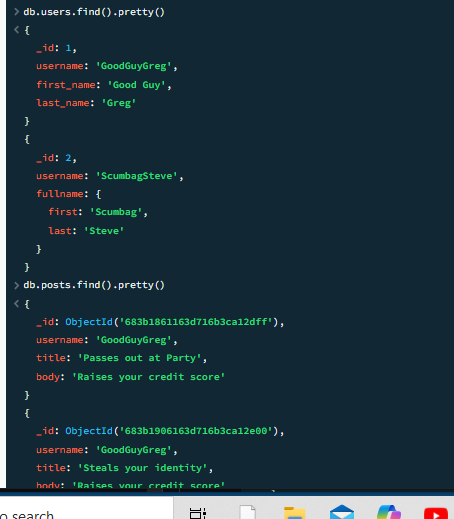 > db.users.find().pretty()
< {
_id: 1,
username: 'GoodGuyGreg',
first_name: 'Good Guy',
last_name: 'Greg'
}
{
_id: 2,
username: 'ScumbagSteve',
fullname: {
first: 'Scumbag',
last: 'Steve'
}
}
> db.posts.find().pretty()
< {
_id: ObjectId('683b1861163d716b3ca12dff'),
username: 'GoodGuyGreg',
title: 'Passes out at Party',
body: 'Raises your credit score'
}
{
_id: ObjectId('683b1906163d716b3ca12e00'),
username: 'GoodGuyGreg',
title: 'Steals your identity',
body: 'Raises your credit score'
o search